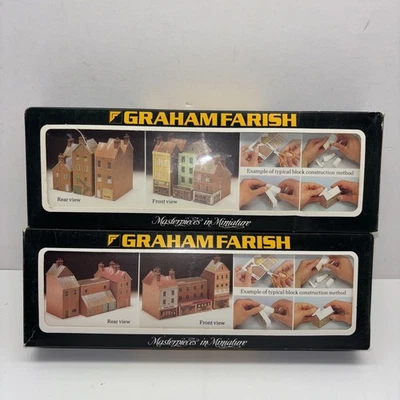 GRAHAM FARISH
Rear view
Front view
Example of typical block construction method
Masterpieces in Miniature
GRAHAM FARISH
Rear view
Front view
Example of typical block construction method
Masterpieces in Miniature